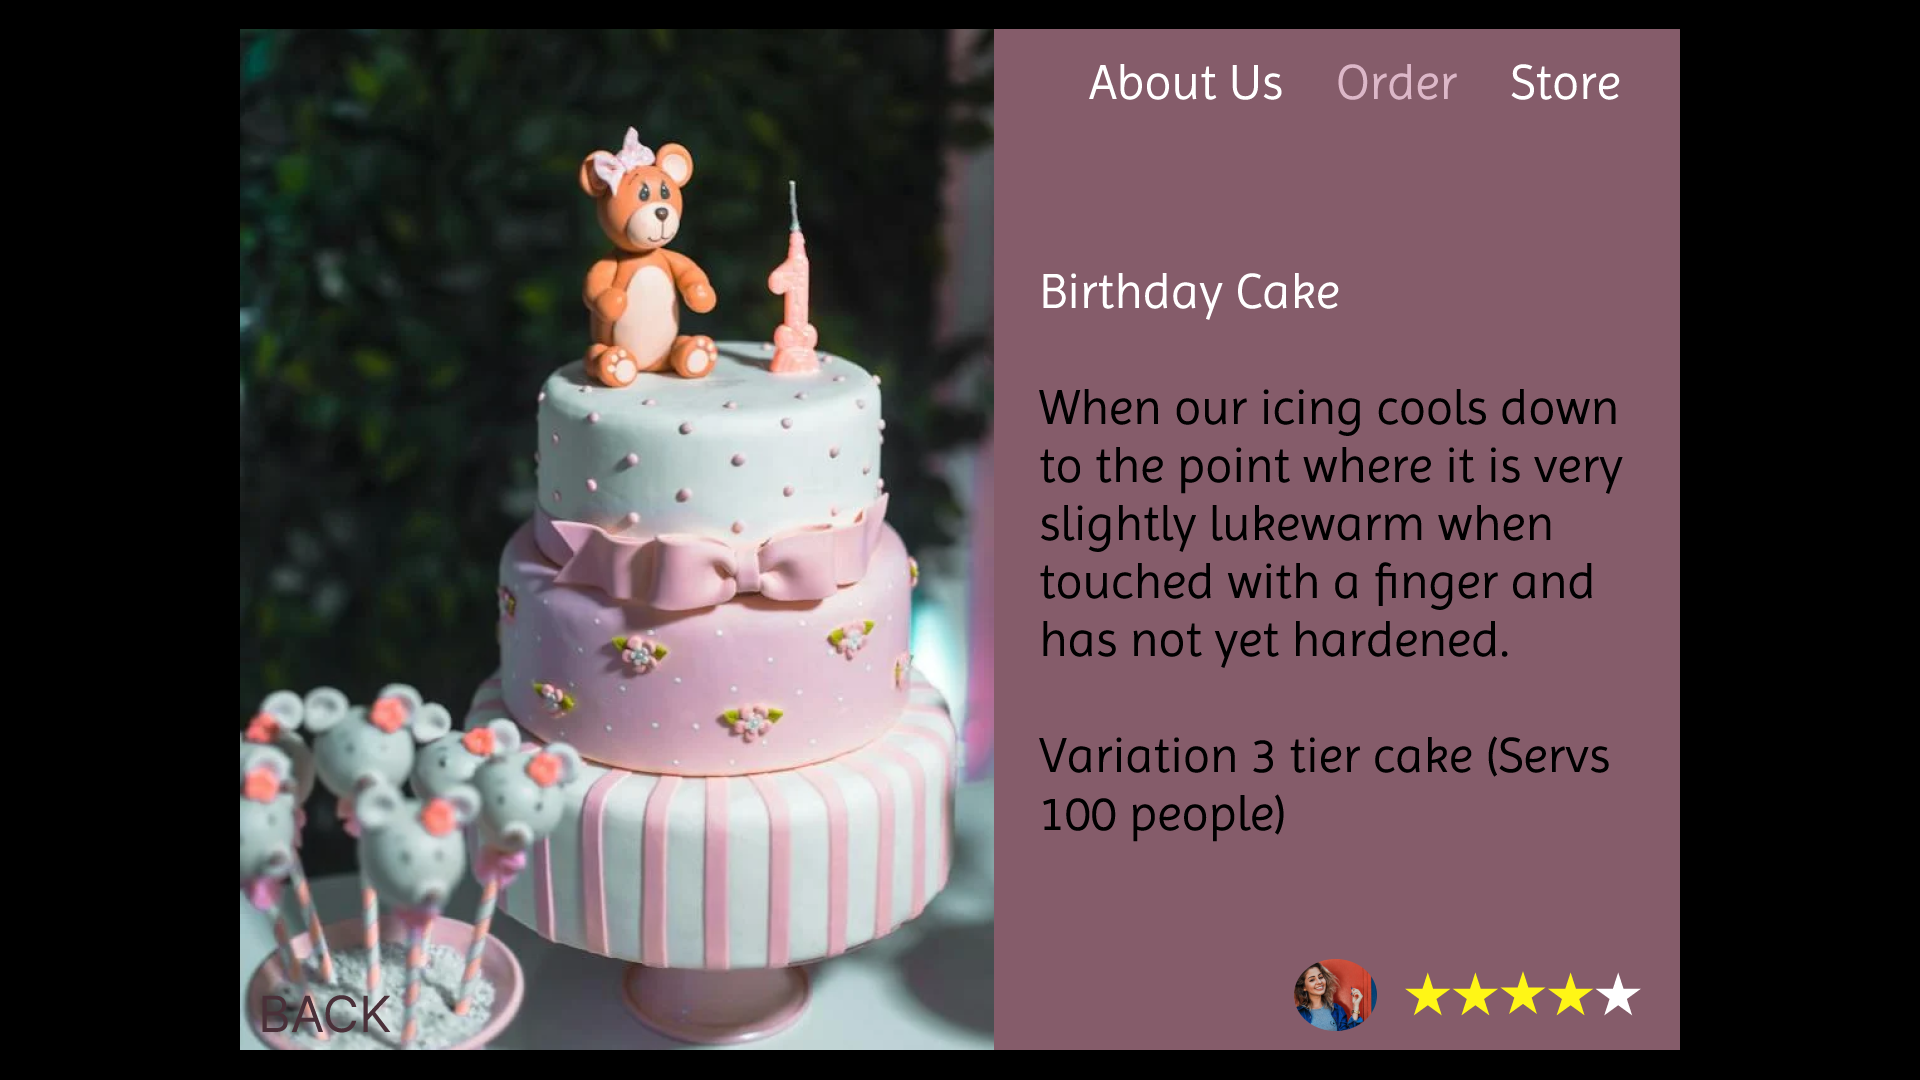 About Us Order Store
Birthday Cake
When our icing cools down
to the point where it is very
slightly lukewarm when
touched with a finger and
has not yet hardened.
Variation 3 tier cake (Servs
100 people)
1
BACK